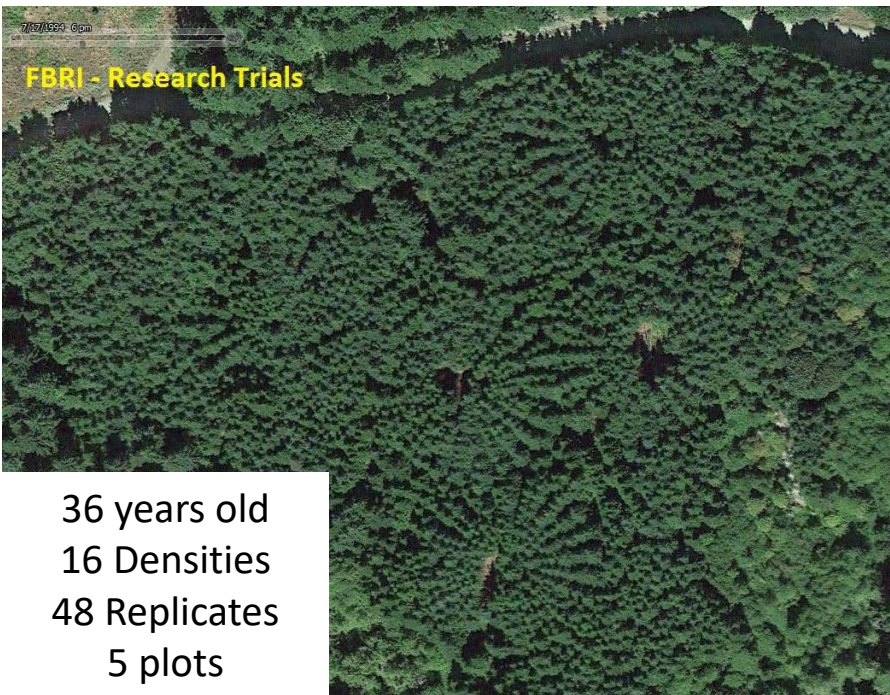 7/17/1994 6 pm
FBRI - Research Trials
36 years old
16 Densities
48 Replicates
5 plots